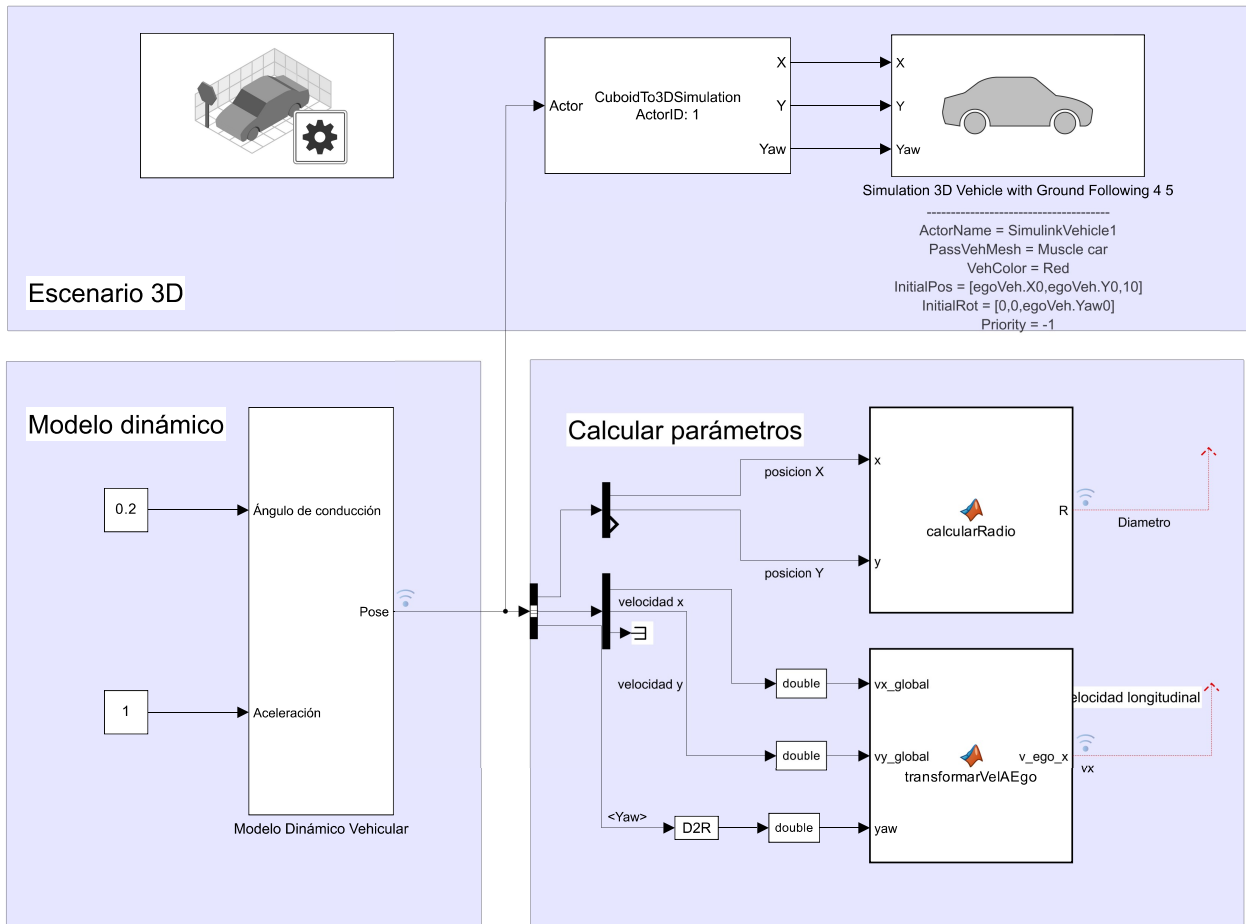 Actor
CuboidTo3DSimulation
ActorID: 1
X
Y
Yaw
X
Y
Yaw
Simulation 3D Vehicle with Ground Following 4 5
---------------------------------------
ActorName = SimulinkVehicle1
PassVehMesh = Muscle car
VehColor = Red
InitialPos = [egoVeh.X0,egoVeh.Y0,10]
InitialRot = [0,0,egoVeh.Yaw0]
Priority = -1
Escenario 3D
Modelo dinámico
0.2
Ángulo de conducción
Pose
1
Aceleración
Modelo Dinámico Vehicular
Calcular parámetros
posicion X
posicion Y
x
y
R
calcularRadio
Diametro
velocidad x
velocidad y
<Yaw>
D2R
double
double
double
vx_global
vy_global
yaw
v_ego_x
transformarVelAEgo
elocidad longitudinal
vx